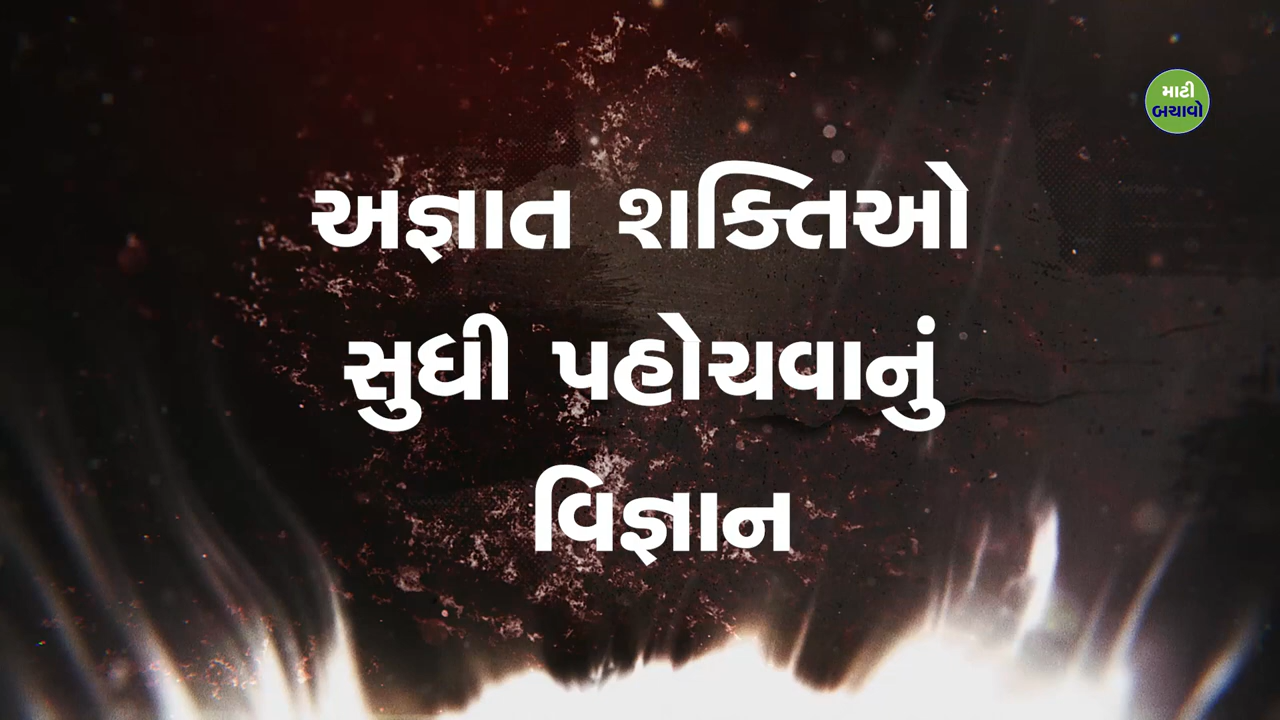 માટી
બચાવો
અજ્ઞાત શક્તિઓ
સુધી પહોચવાનું
વિજ્ઞાન